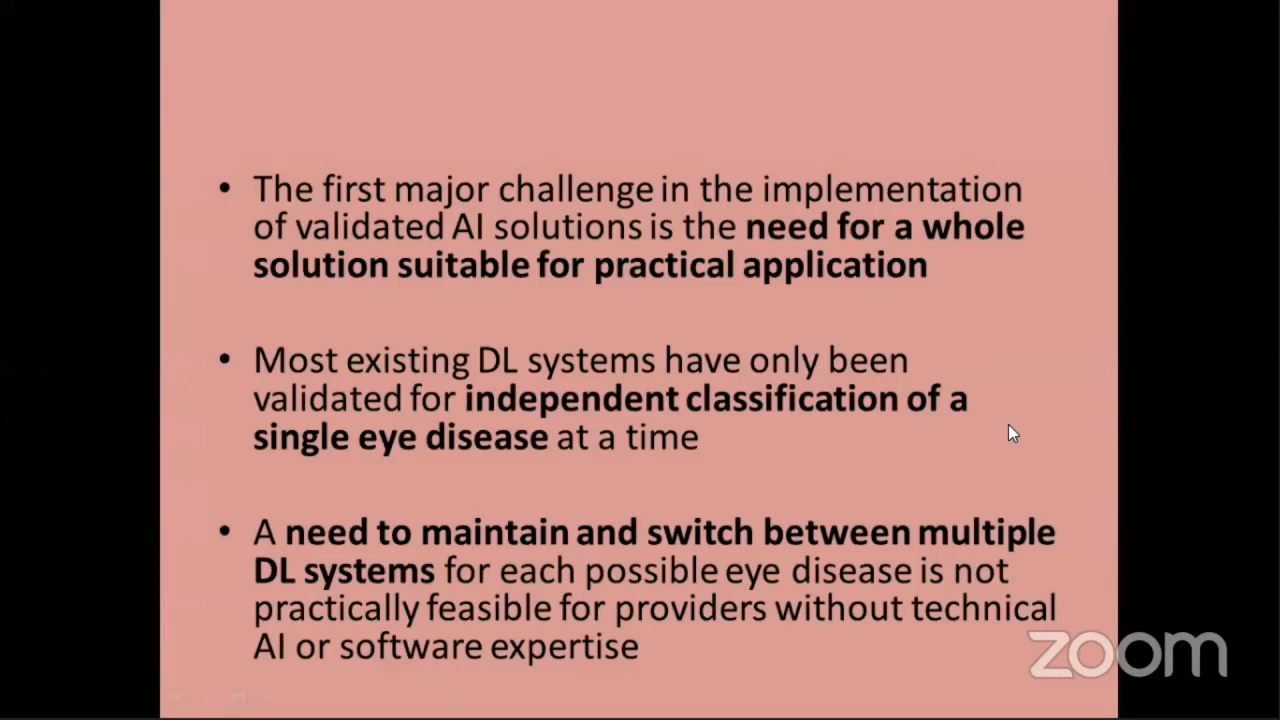 • The first major challenge in the implementation
of validated AI solutions is the need for a whole
solution suitable for practical application
• Most existing DL systems have only been
validated for independent classification of a
single eye disease at a time
• A need to maintain and switch between multiple
DL systems for each possible eye disease is not
practically feasible for providers without technical
AI or software expertise
zoom